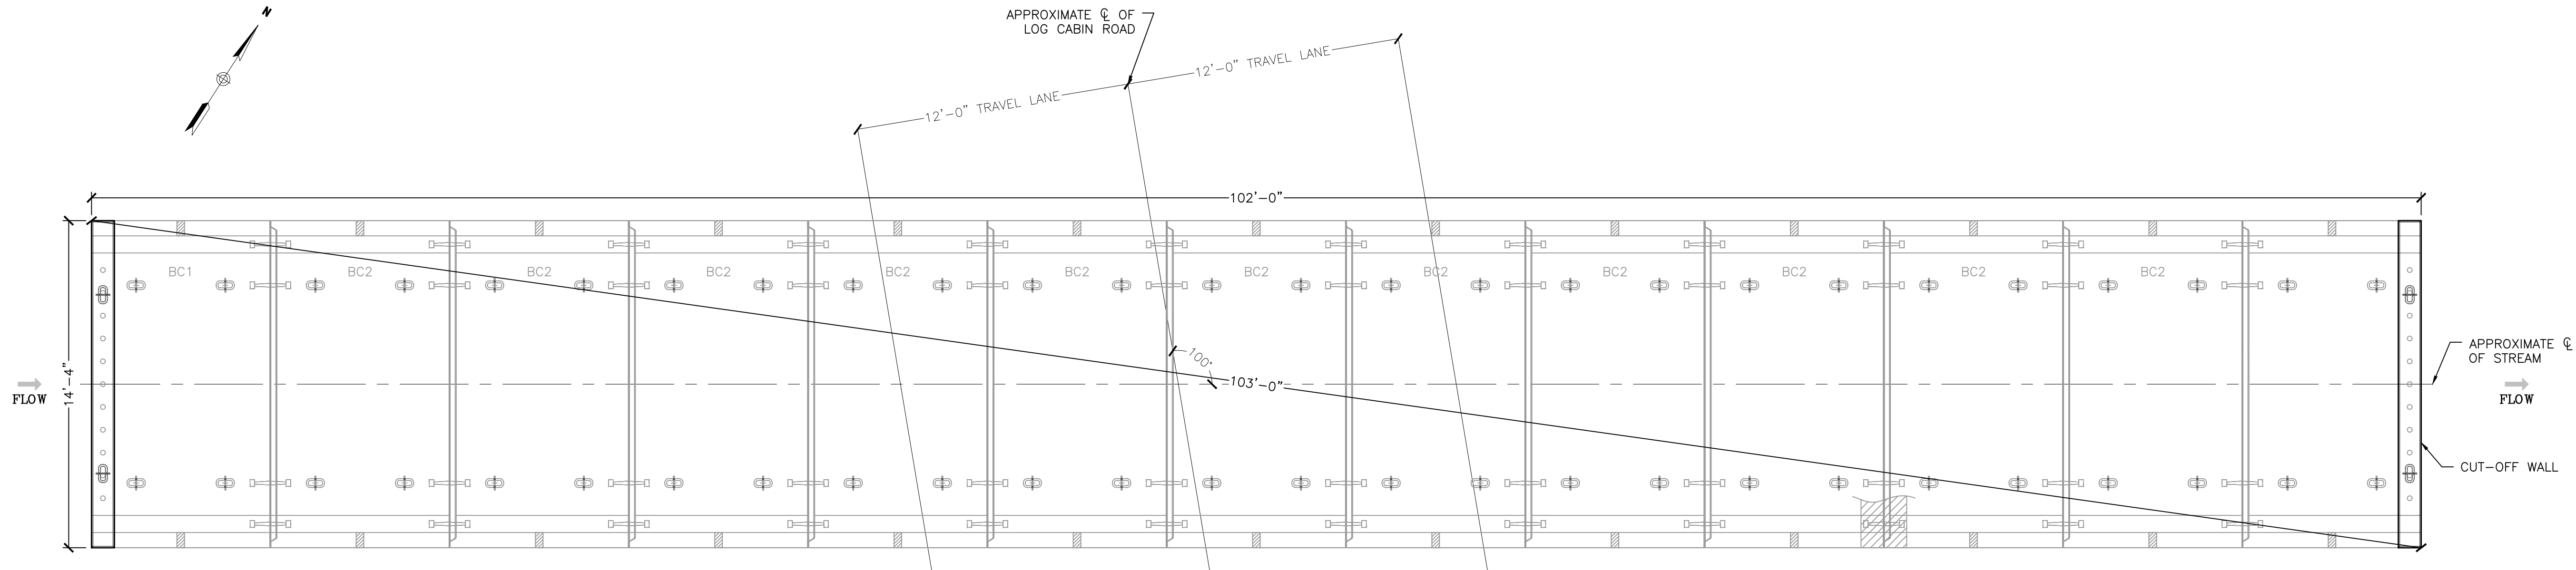 N
APPROXIMATE ℄ OF
LOG CABIN ROAD
12'-0" TRAVEL LANE
12'-0" TRAVEL LANE
102'-0"
BC1
BC2
BC2
BC2
BC2
BC2
BC2
BC2
BC2
BC2
BC2
BC2
14'-4"
100°
103'-0"
FLOW
APPROXIMATE ℄
OF STREAM
FLOW
CUT-OFF WALL